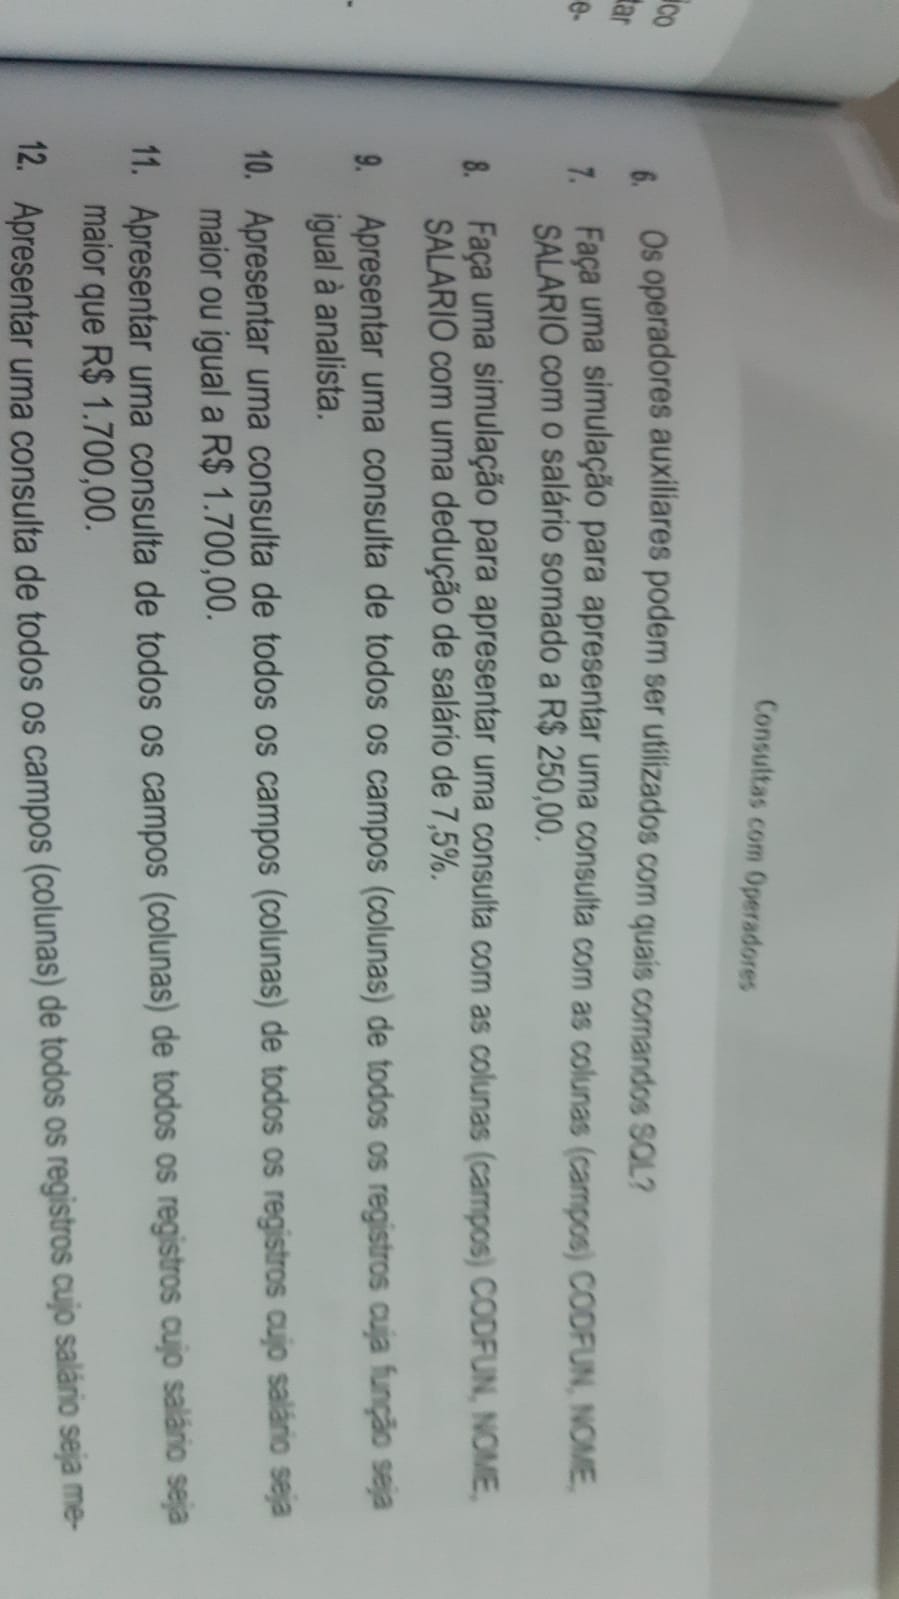 Consultas com Operadores
ico
tar
e-
6. Os operadores auxiliares podem ser utilizados com quais comandos SQL?
7. Faça uma simulação para apresentar uma consulta com as colunas (campos) CODFUN, NOME,
SALARIO com o salário somado a R$ 250,00.
8. Faça uma simulação para apresentar uma consulta com as colunas (campos) CODFUN, NOME,
SALARIO com uma dedução de salário de 7,5%.
9. Apresentar uma consulta de todos os campos (colunas) de todos os registros cuja função seja
igual à analista.
10. Apresentar uma consulta de todos os campos (colunas) de todos os registros cujo salário seja
maior ou igual a R$ 1.700,00.
11. Apresentar uma consulta de todos os campos (colunas) de todos os registros cujo salário seja
maior que R$ 1.700,00.
12. Apresentar uma consulta de todos os campos (colunas) de todos os registros cujo salário seja me-